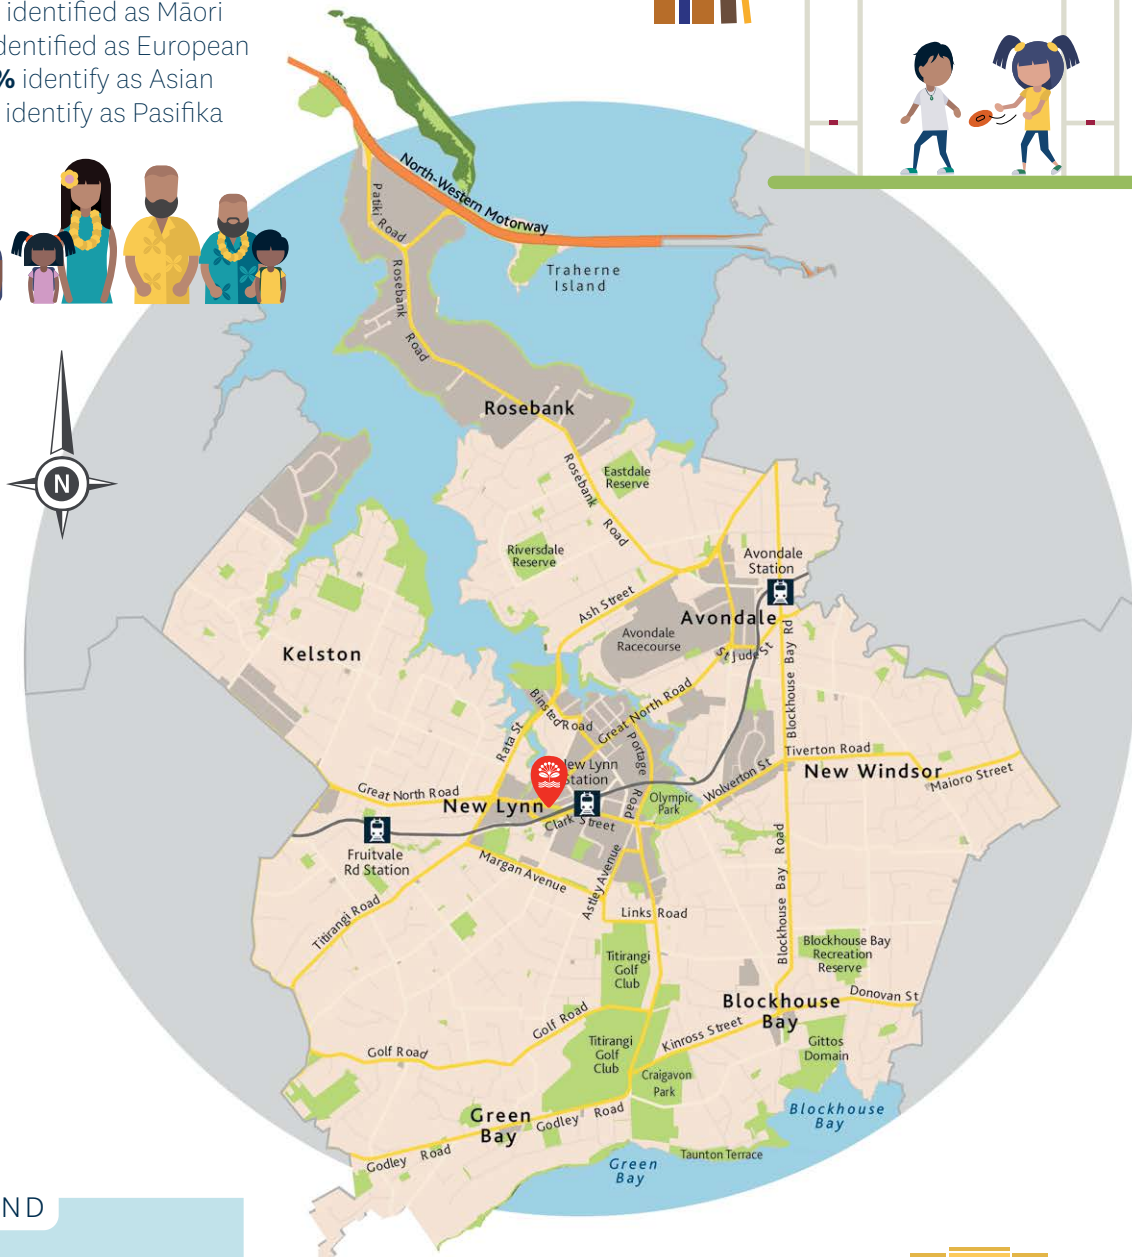 identified as Māori
dentified as European
% identify as Asian
identify as Pasifika
North-Western Motorway
Patiki Road
Traherne
Island
Rosebank Road
Rosebank
N
Rosebank Road
Eastdale
Reserve
Riversdale
Reserve
Avondale
Station
Ash Street
Avondale
Avondale
Racecourse
St Jude St
Blockhouse Bay Rd
Kelston
Binsted Road
Great North Road
Rata St
Portage Road
New Lynn
Station
Tiverton Road
New Windsor
Maioro Street
Wolverton St
Great North Road
New Lynn
Olympic
Park
Clark Street
Fruitvale
Rd Station
Margan Avenue
Astley Avenue
Blockhouse Bay Road
Titirangi Road
Links Road
Titirangi
Golf
Club
Blockhouse Bay
Recreation
Reserve
Donovan St
Blockhouse
Bay
Golf Road
Kinross Street
Titirangi
Golf
Club
Gittos
Domain
Golf Road
Craigavon
Park
Green
Bay
Godley Road
Blockhouse
Bay
Godley Road
Taunton Terrace
Green
Bay
ND